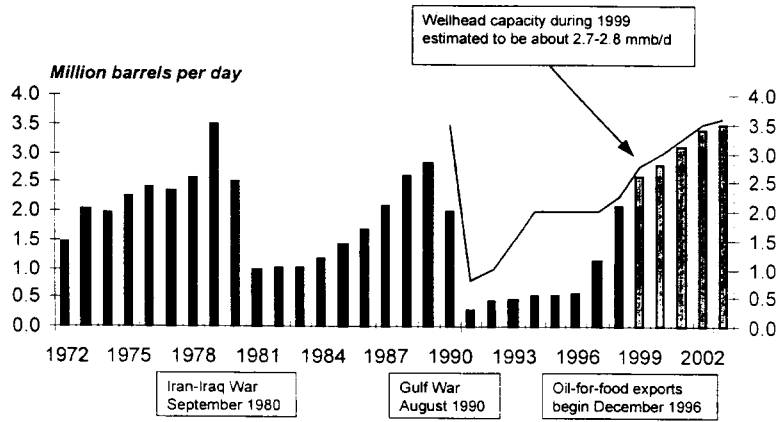 Wellhead capacity during 1999
estimated to be about 2.7-2.8 mmb/d
Million barrels per day
4.0
3.5
3.0
2.5
2.0
1.5
1.0
0.5
0.0
4.0
3.5
3.0
2.5
2.0
1.5
1.0
0.5
0.0
1972 1975 1978 1981 1984 1987 1990 1993 1996 1999 2002
Iran-Iraq War
September 1980
Gulf War
August 1990
Oil-for-food exports
begin December 1996